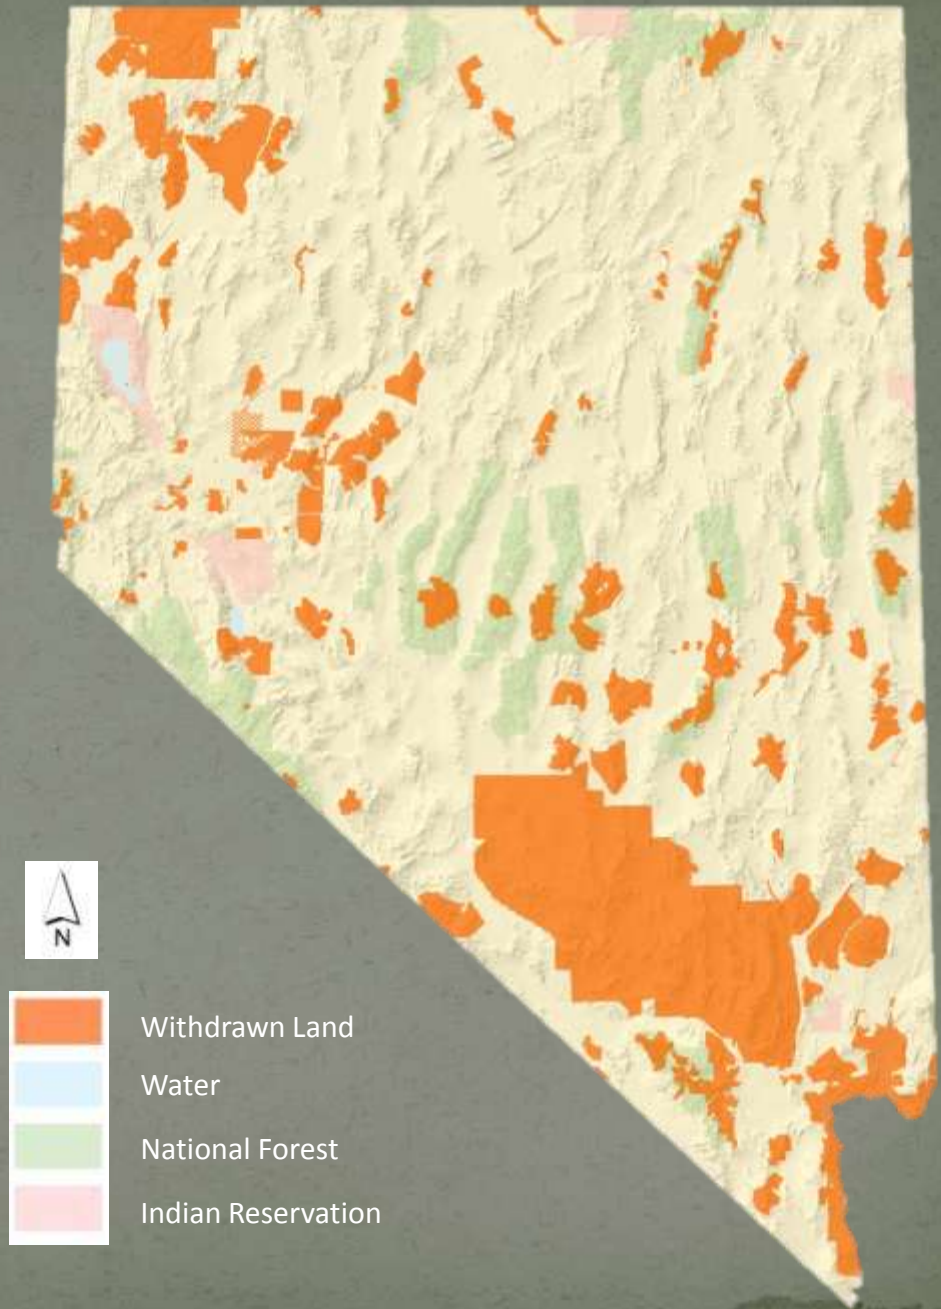 N
Withdrawn Land
Water
National Forest
Indian Reservation